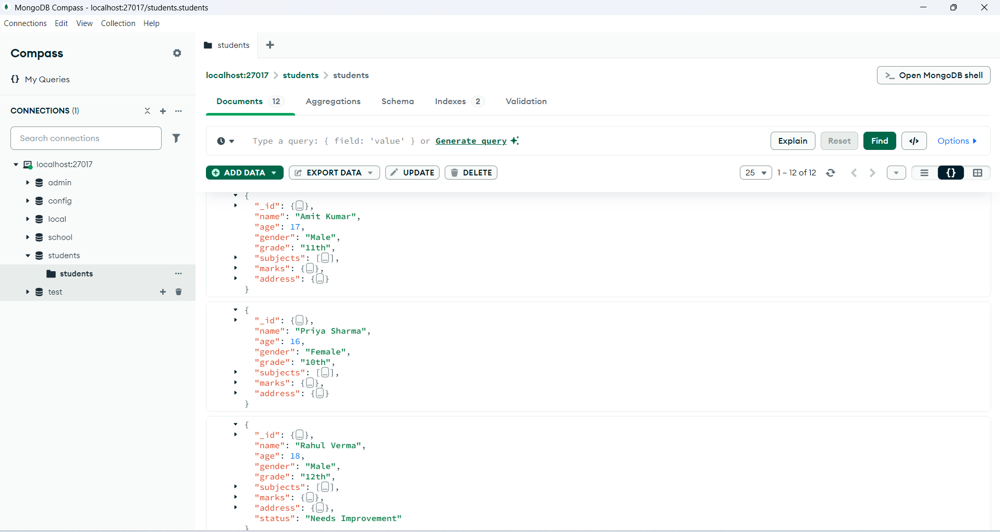 MongoDB Compass - localhost:27017/students.students
Connections Edit View Collection Help
Compass
{} My Queries
CONNECTIONS (1)
Search connections
localhost:27017
admin
config
local
school
students
students
test
students
localhost:27017 > students > students
>_ Open MongoDB shell
Documents 12 Aggregations Schema Indexes 2 Validation
Type a query: { field: 'value' } or Generate query
Explain Reset Find </> Options
ADD DATA EXPORT DATA UPDATE DELETE
25 1 – 12 of 12 {}
{
"_id": {…},
"name": "Amit Kumar",
"age": 17,
"gender": "Male",
"grade": "11th",
"subjects": […],
"marks": {…},
"address": {…}
}
{
"_id": {…},
"name": "Priya Sharma",
"age": 16,
"gender": "Female",
"grade": "10th",
"subjects": […],
"marks": {…},
"address": {…}
}
{
"_id": {…},
"name": "Rahul Verma",
"age": 18,
"gender": "Male",
"grade": "12th",
"subjects": […],
"marks": {…},
"address": {…},
"status": "Needs Improvement"
}